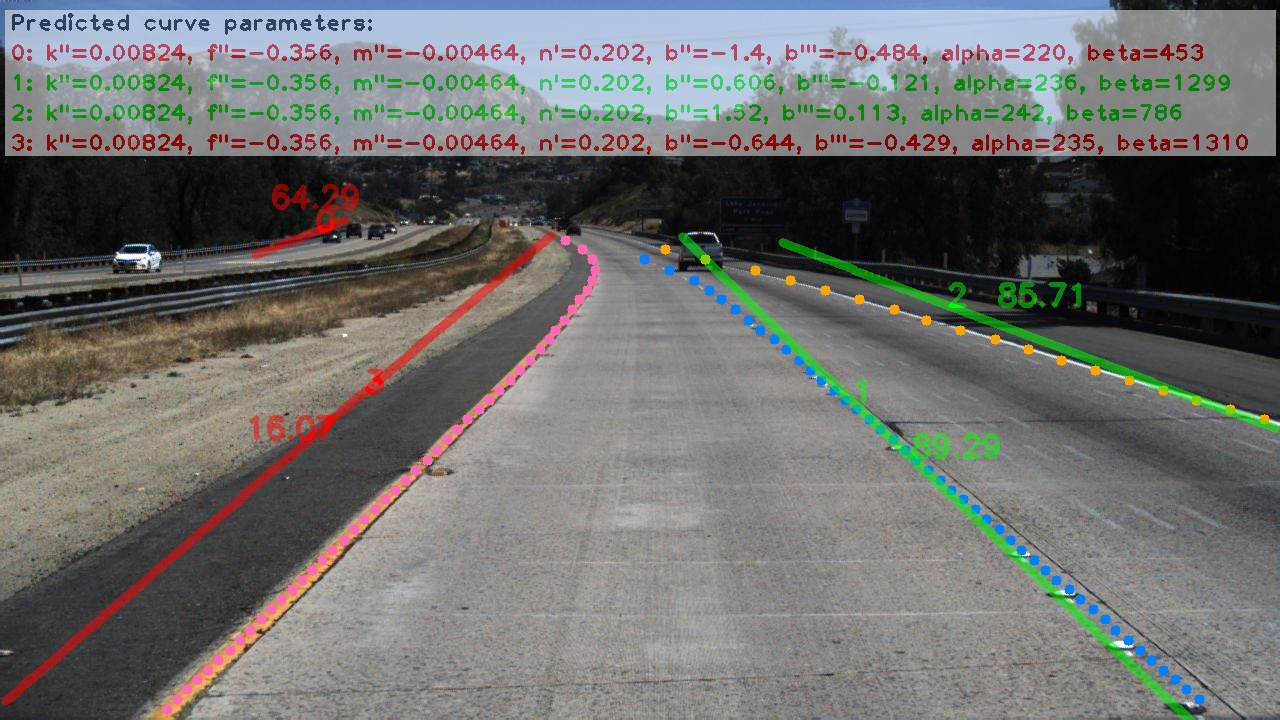 Predicted curve parameters:
0: k''=0.00824, f''=-0.356, m''=-0.00464, n'=0.202, b''=-1.4, b'''=-0.484, alpha=220, beta=453
1: k''=0.00824, f''=-0.356, m''=-0.00464, n'=0.202, b''=0.606, b'''=-0.121, alpha=236, beta=1299
2: k''=0.00824, f''=-0.356, m''=-0.00464, n'=0.202, b''=1.52, b'''=0.113, alpha=242, beta=786
3: k''=0.00824, f''=-0.356, m''=-0.00464, n'=0.202, b''=-0.644, b'''=-0.429, alpha=235, beta=1310
64.29
0
Lake Jennings
Park Road
2 85.71
3
1
16.07
89.29